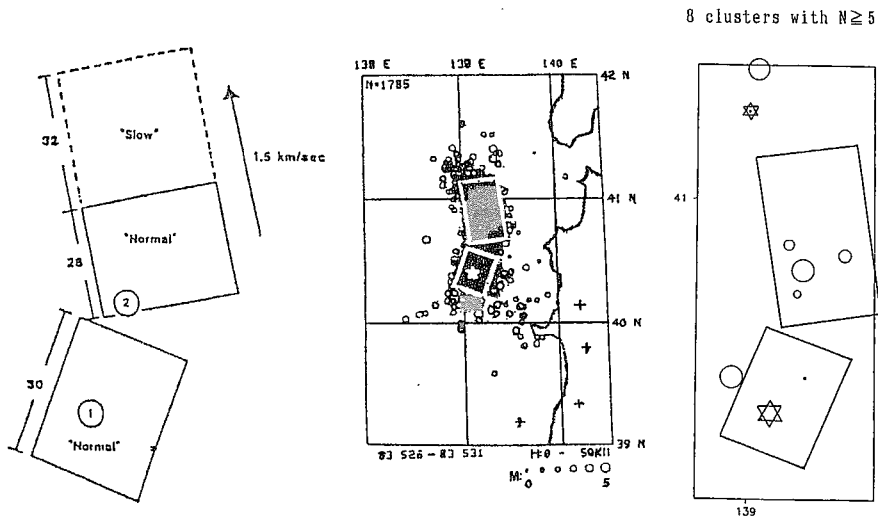 8 clusters with N≧5
32
"Slow"
1.5 km/sec
"Normal"
28
2
30
1
"Normal"
138 E 139 E 140 E
42 N
N=1785
41 N
40 N
39 N
83 526 - 83 531 H:0 - 50KM
M:
0 5
41
139